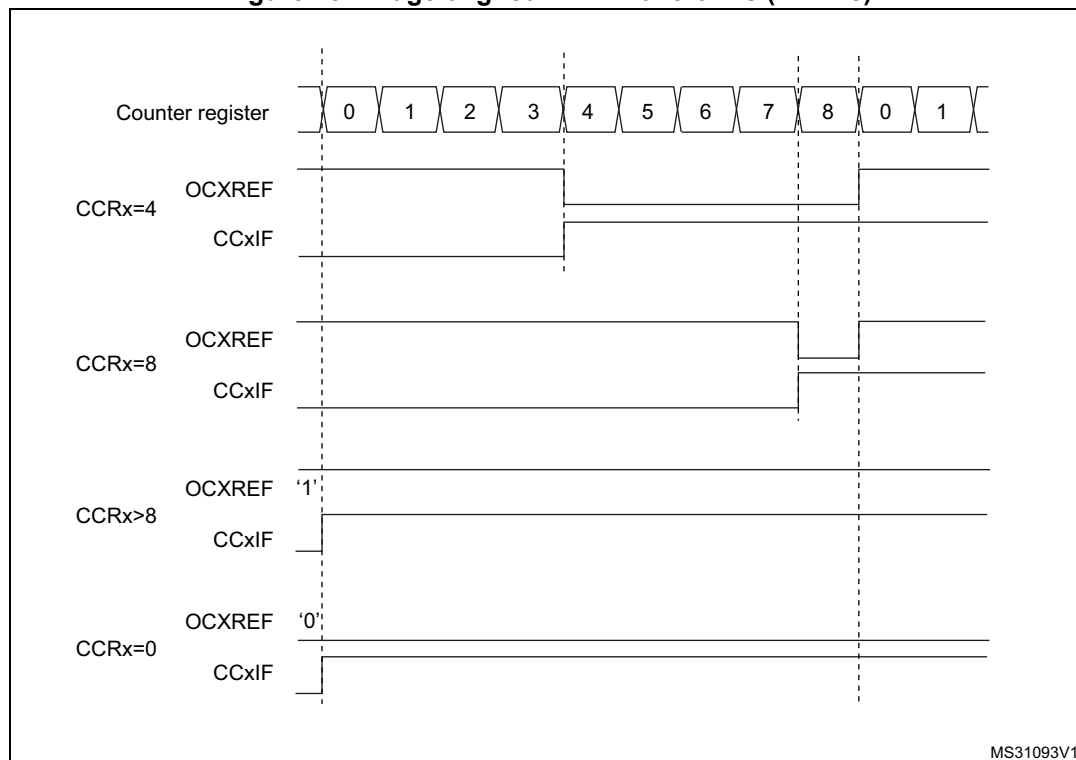 Counter register 0 1 2 3 4 5 6 7 8 0 1
OCXREF
CCRx=4
CCxIF
OCXREF
CCRx=8
CCxIF
OCXREF ‘1’
CCRx>8
CCxIF
OCXREF ‘0’
CCRx=0
CCxIF
MS31093V1